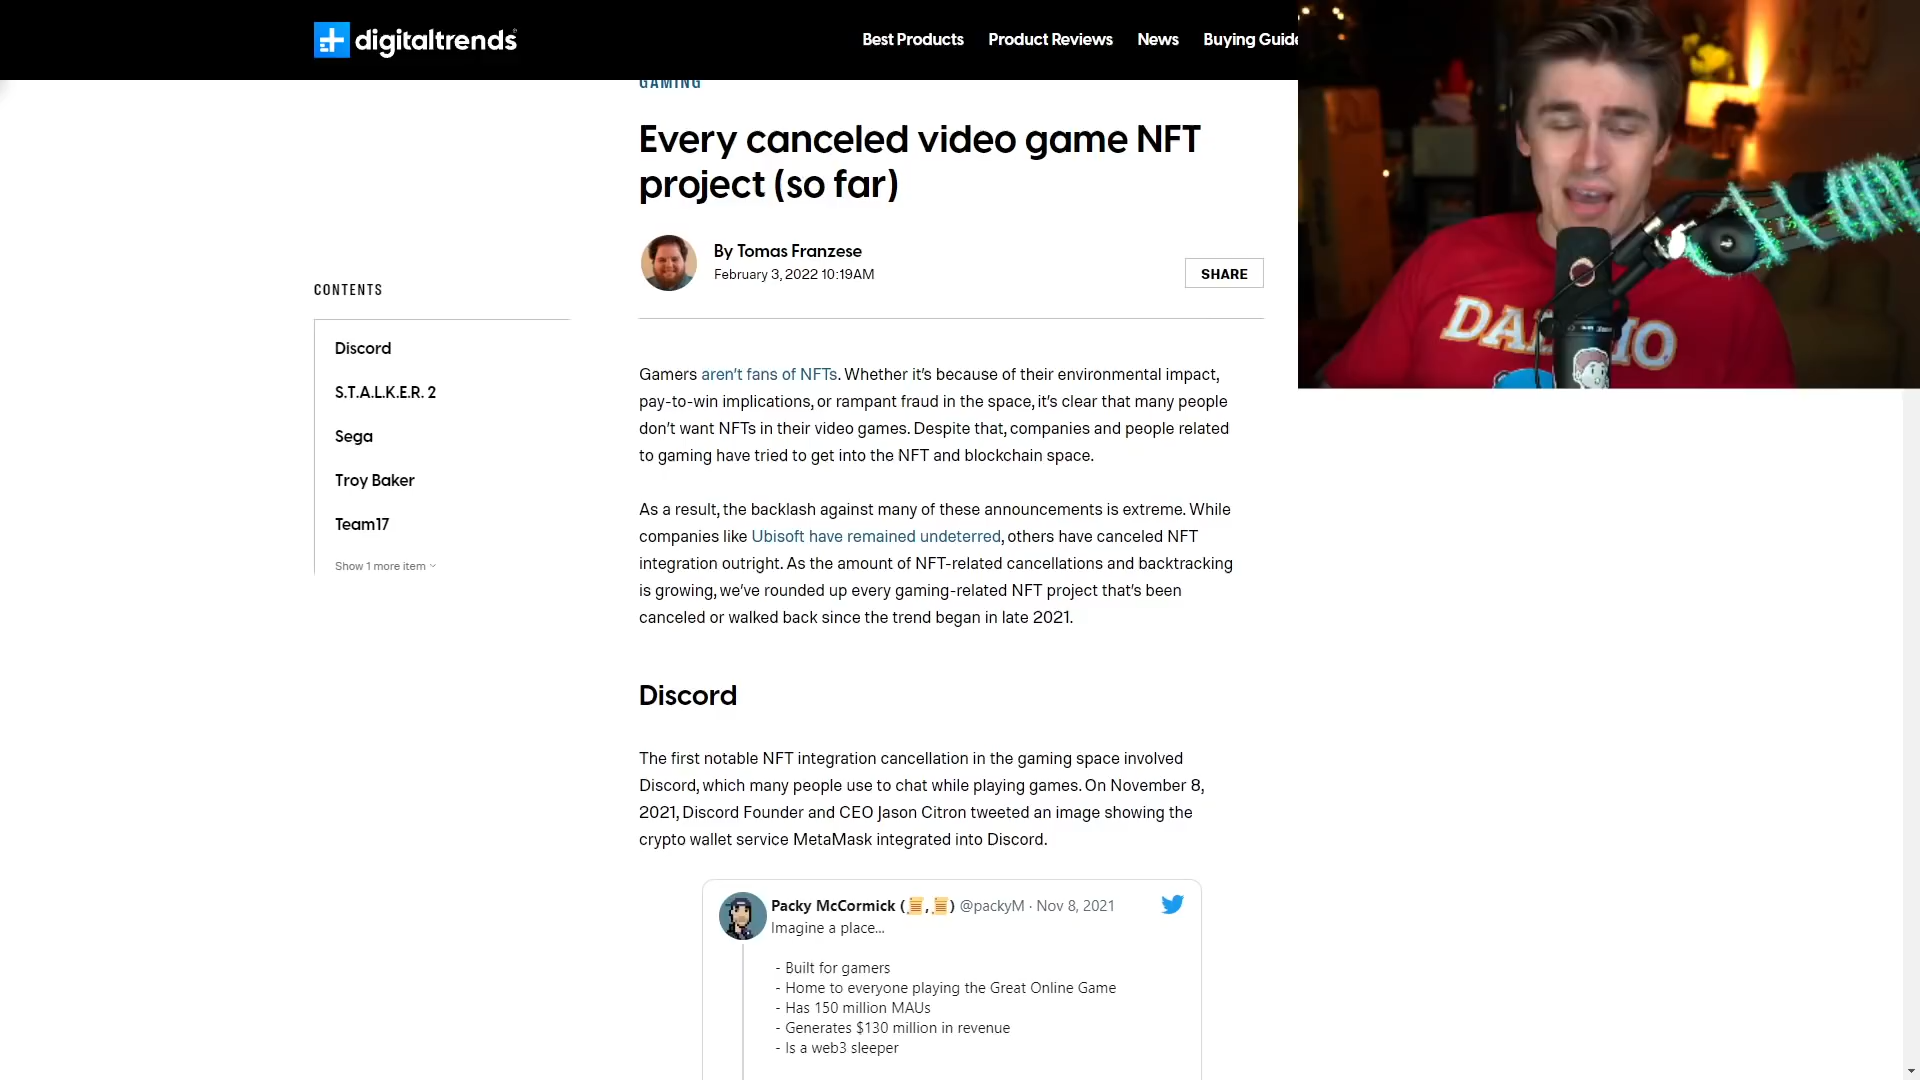 digitaltrends
Best Products
Product Reviews
News
Buying Guide
GAMING
Every canceled video game NFT
project (so far)
By Tomas Franzese
February 3, 2022 10:19AM
SHARE
CONTENTS
Discord
S.T.A.L.K.E.R. 2
Sega
Troy Baker
Team17
Show 1 more item
Gamers aren't fans of NFTs. Whether it's because of their environmental impact,
pay-to-win implications, or rampant fraud in the space, it's clear that many people
don't want NFTs in their video games. Despite that, companies and people related
to gaming have tried to get into the NFT and blockchain space.
As a result, the backlash against many of these announcements is extreme. While
companies like Ubisoft have remained undeterred, others have canceled NFT
integration outright. As the amount of NFT-related cancellations and backtracking
is growing, we've rounded up every gaming-related NFT project that's been
canceled or walked back since the trend began in late 2021.
Discord
The first notable NFT integration cancellation in the gaming space involved
Discord, which many people use to chat while playing games. On November 8,
2021, Discord Founder and CEO Jason Citron tweeted an image showing the
crypto wallet service MetaMask integrated into Discord.
Packy McCormick (📜,📜) @packyM · Nov 8, 2021
Imagine a place...
- Built for gamers
- Home to everyone playing the Great Online Game
- Has 150 million MAUs
- Generates $130 million in revenue
- Is a web3 sleeper